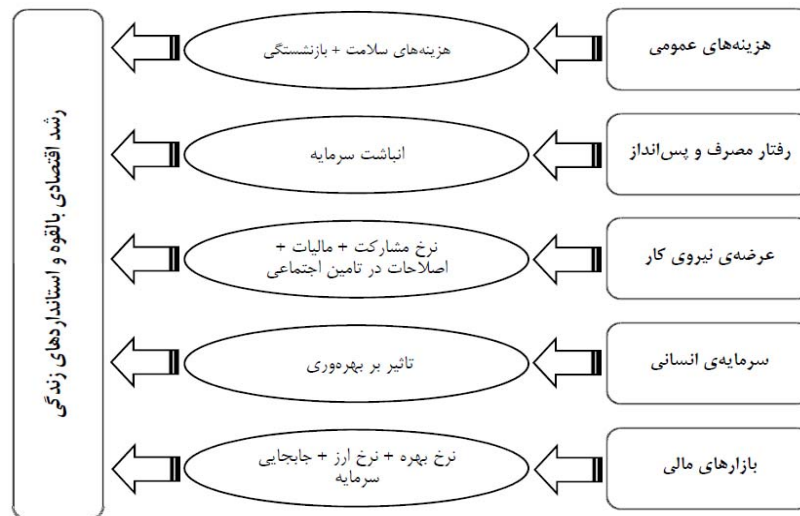 هزینه‌های عمومی
هزینه‌های سلامت + بازنشستگی
رفتار مصرف و پس‌انداز
انباشت سرمایه
عرضه‌ی نیروی کار
نرخ مشارکت + مالیات +
اصلاحات در تامین اجتماعی
سرمایه‌ی انسانی
تاثیر بر بهره‌وری
بازارهای مالی
نرخ بهره + نرخ ارز + جابجایی
سرمایه
رشد اقتصادی بالقوه و استانداردهای زندگی